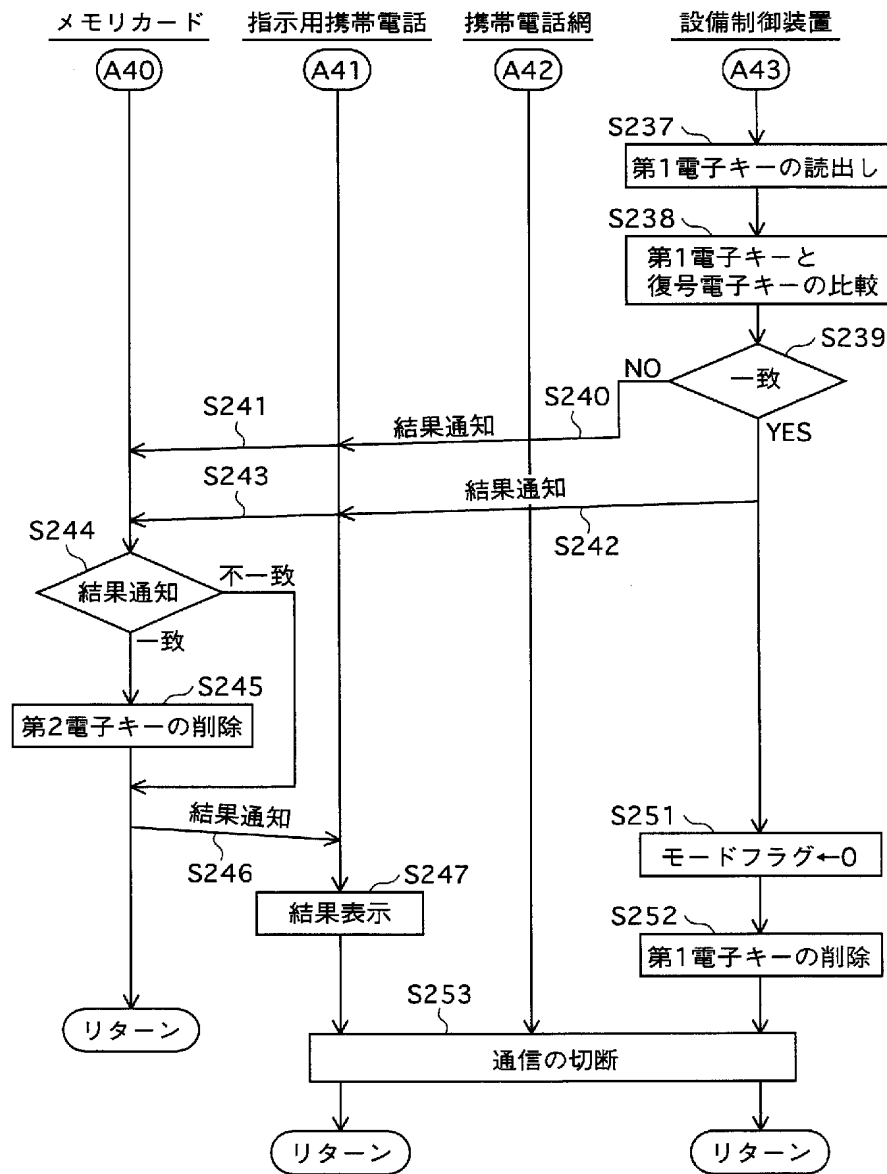 メモリカード 指示用携帯電話 携帯電話網 設備制御装置
A40 A41 A42 A43
S237
第1電子キーの読出し
S238
第1電子キーと
復号電子キーの比較
S239
一致
NO
YES
S240
S241
結果通知
S243
結果通知
S242
S244
結果通知
不一致
一致
S245
第2電子キーの削除
結果通知
S246
S247
結果表示
S251
モードフラグ←0
S252
第1電子キーの削除
S253
通信の切断
リターン
リターン
リターン